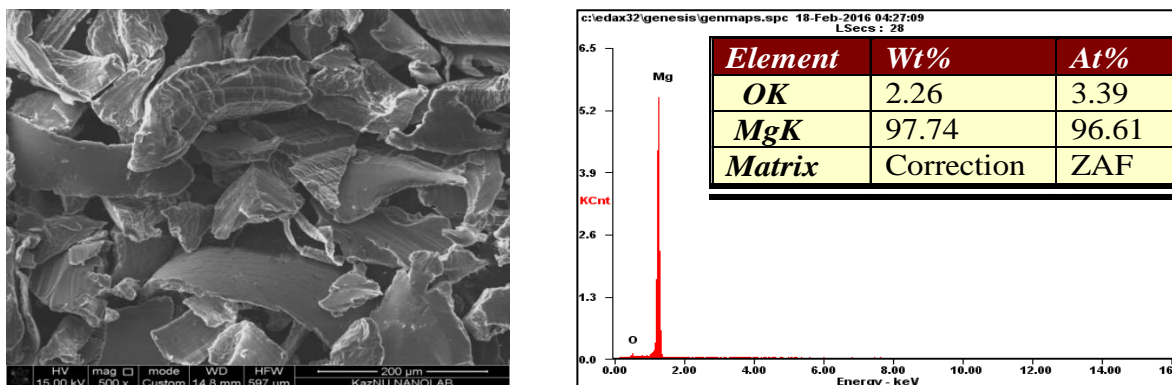 HV mag □ mode WD HFW 200 µm
15.00 kV 500 x Custom 14.8 mm 597 µm KazNU NANOLAB
c:\edax32\genesis\genmaps.spc 18-Feb-2016 04:27:09
LSecs : 28
Element Wt% At%
OK 2.26 3.39
MgK 97.74 96.61
Matrix Correction ZAF
6.5
5.2
3.9
KCnt
2.6
1.3
0.0
Mg
O
0.00 2.00 4.00 6.00 8.00 10.00 12.00 14.00
Energy - keV